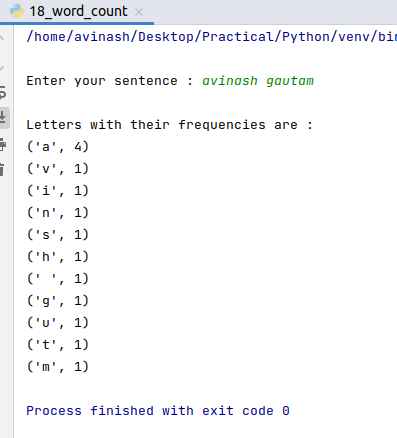 18_word_count
/home/avinash/Desktop/Practical/Python/venv/bin
Enter your sentence : avinash gautam
Letters with their frequencies are :
('a', 4)
('v', 1)
('i', 1)
('n', 1)
('s', 1)
('h', 1)
(' ', 1)
('g', 1)
('u', 1)
('t', 1)
('m', 1)
Process finished with exit code 0